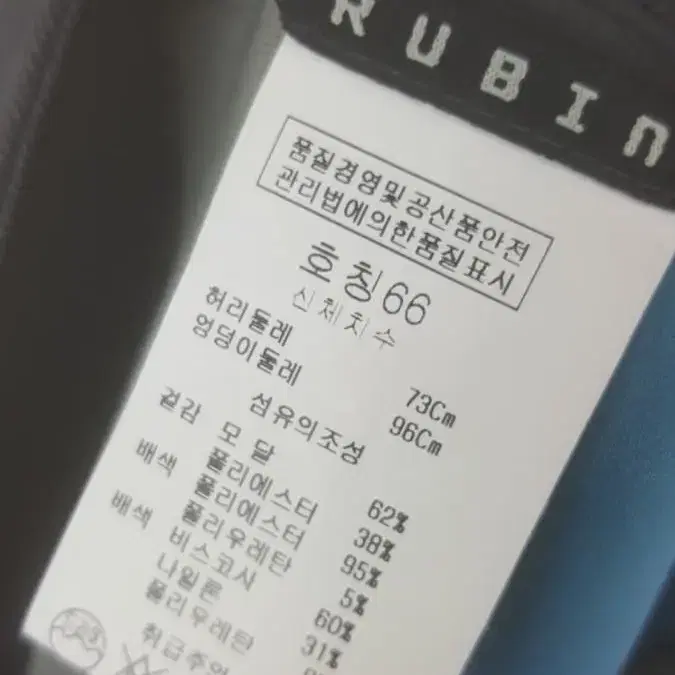 RUBIN
품질경영및공산품안전
관리법에의한품질표시
호칭66
신체치수
허리둘레 73Cm
엉덩이둘레 96Cm
섬유의조성
겉감 모달 62%
폴리에스터 38%
배색 폴리에스터 95%
폴리우레탄 5%
배색 비스코사 60%
나일론 31%
폴리우레탄
취급주의